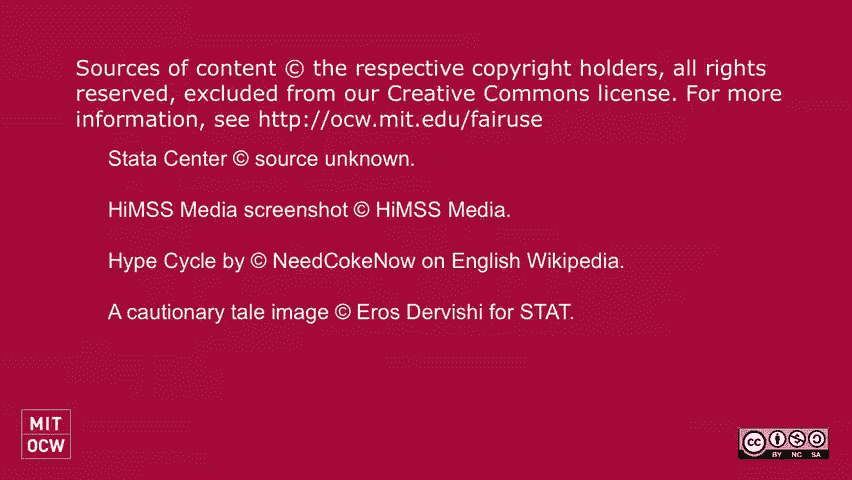 Sources of content © the respective copyright holders, all rights
reserved, excluded from our Creative Commons license. For more
information, see http://ocw.mit.edu/fairuse
Stata Center © source unknown.
HiMSS Media screenshot © HiMSS Media.
Hype Cycle by © NeedCokeNow on English Wikipedia.
A cautionary tale image © Eros Dervishi for STAT.
MIT
OCW
cc
BY NC SA